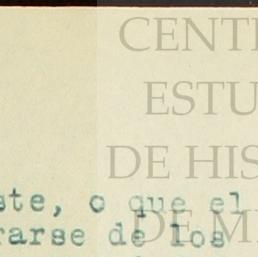 CENT
ESTU
DE HIS
DE M
ste, o que el
rarse de los